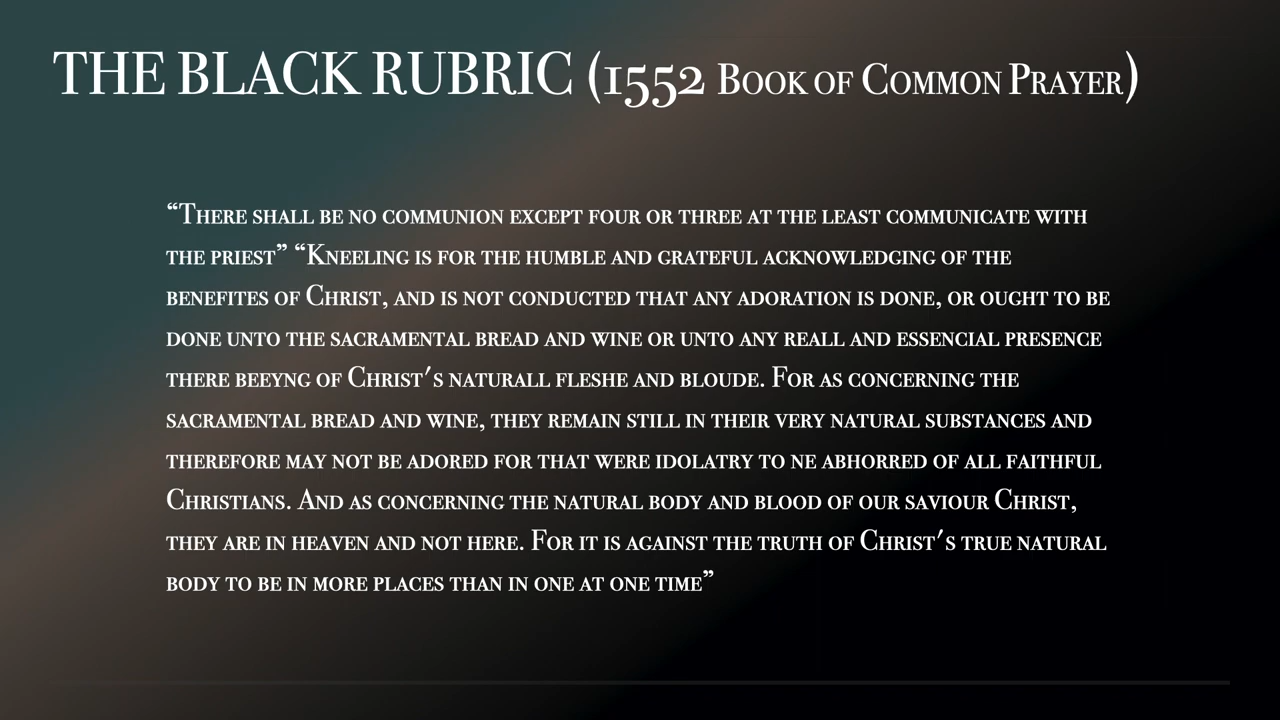 THE BLACK RUBRIC (1552 Book of Common Prayer)
“There shall be no communion except four or three at the least communicate with
the priest” “Kneeling is for the humble and grateful acknowledging of the
benefites of Christ, and is not conducted that any adoration is done, or ought to be
done unto the sacramental bread and wine or unto any reall and essencial presence
there beeyng of Christ's naturall fleshe and bloude. For as concerning the
sacramental bread and wine, they remain still in their very natural substances and
therefore may not be adored for that were idolatry to ne abhorred of all faithful
Christians. And as concerning the natural body and blood of our saviour Christ,
they are in heaven and not here. For it is against the truth of Christ's true natural
body to be in more places than in one at one time”